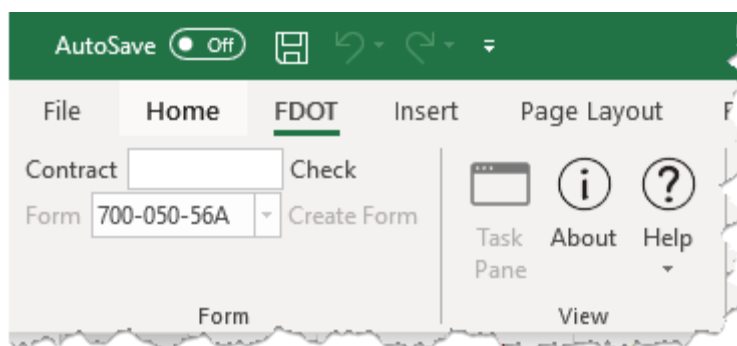 AutoSave Off
File Home FDOT Insert Page Layout
Contract Check
Form 700-050-56A Create Form
Task Pane About Help
Form View